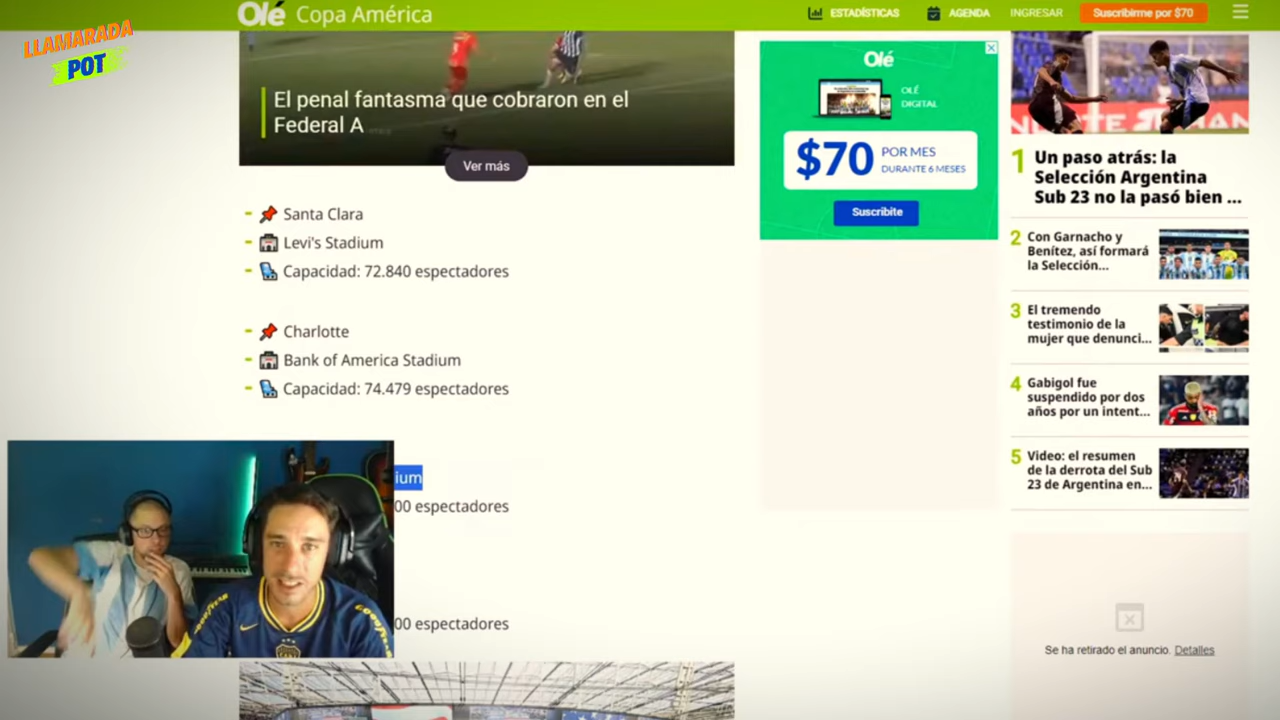 LLAMARADA
POT
Olé Copa América
ESTADÍSTICAS
AGENDA
INGRESAR
Suscribirme por $70
El penal fantasma que cobraron en el
Federal A
Ver más
Santa Clara
Levi's Stadium
Capacidad: 72.840 espectadores
Charlotte
Bank of America Stadium
Capacidad: 74.479 espectadores
ium
00 espectadores
00 espectadores
Olé
OLÉ
DIGITAL
$70 POR MES
DURANTE 6 MESES
Suscribite
1 Un paso atrás: la
Selección Argentina
Sub 23 no la pasó bien ...
2 Con Garnacho y
Benítez, así formará
la Selección...
3 El tremendo
testimonio de la
mujer que denunci...
4 Gabigol fue
suspendido por dos
años por un intent...
5 Video: el resumen
de la derrota del Sub
23 de Argentina en...
Se ha retirado el anuncio. Detalles